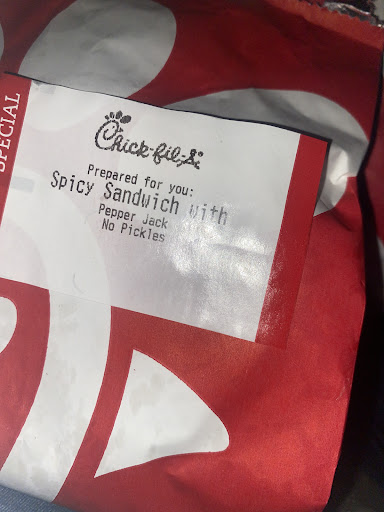 SPECIAL
Chick-fil-A
Prepared for you:
Spicy Sandwich with
Pepper Jack
No Pickles